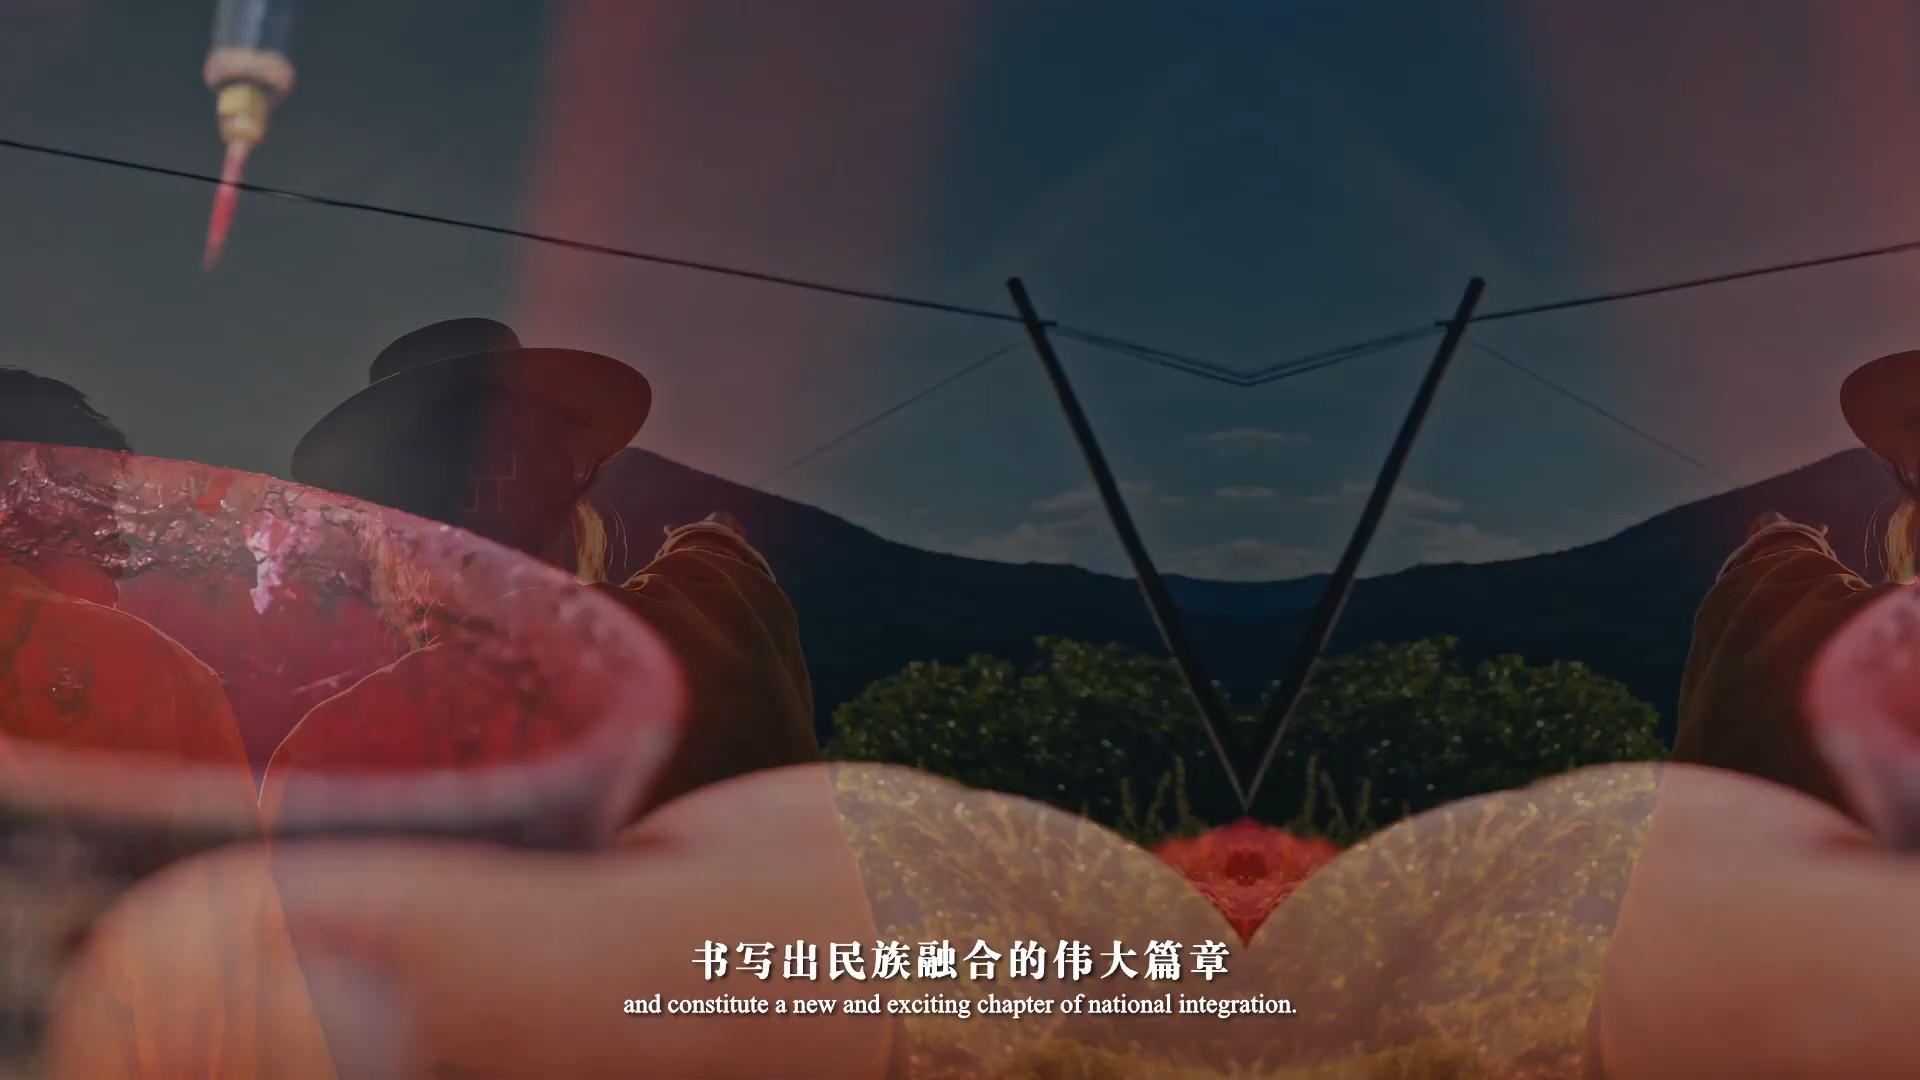 书写出民族融合的伟大篇章
and constitute a new and exciting chapter of national integration.